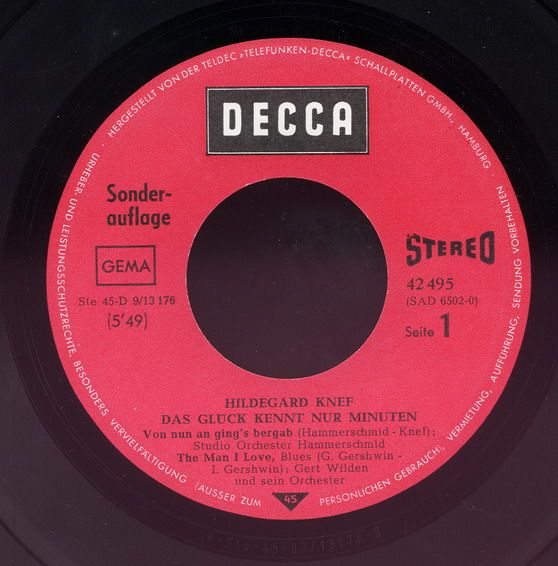 HERGESTELLT VON DER TELDEC »TELEFUNKEN-DECCA« SCHALLPLATTEN GMBH., HAMBURG ·
URHEBER- UND LEISTUNGSSCHUTZRECHTE, BESONDERS VERVIELFÄLTIGUNG (AUSSER ZUM PERSÖNLICHEN GEBRAUCH), VERMIETUNG, AUFFÜHRUNG, SENDUNG VORBEHALTEN ·
DECCA
Sonder-
auflage
GEMA
Ste 45-D 9/13 176
(5'49)
STEREO
42 495
(SAD 6502-0)
Seite 1
HILDEGARD KNEF
DAS GLÜCK KENNT NUR MINUTEN
Von nun an ging's bergab (Hammerschmid - Knef);
Studio Orchester Hammerschmid
The Man I Love, Blues (G. Gershwin -
I. Gershwin); Gert Wilden
und sein Orchester
45